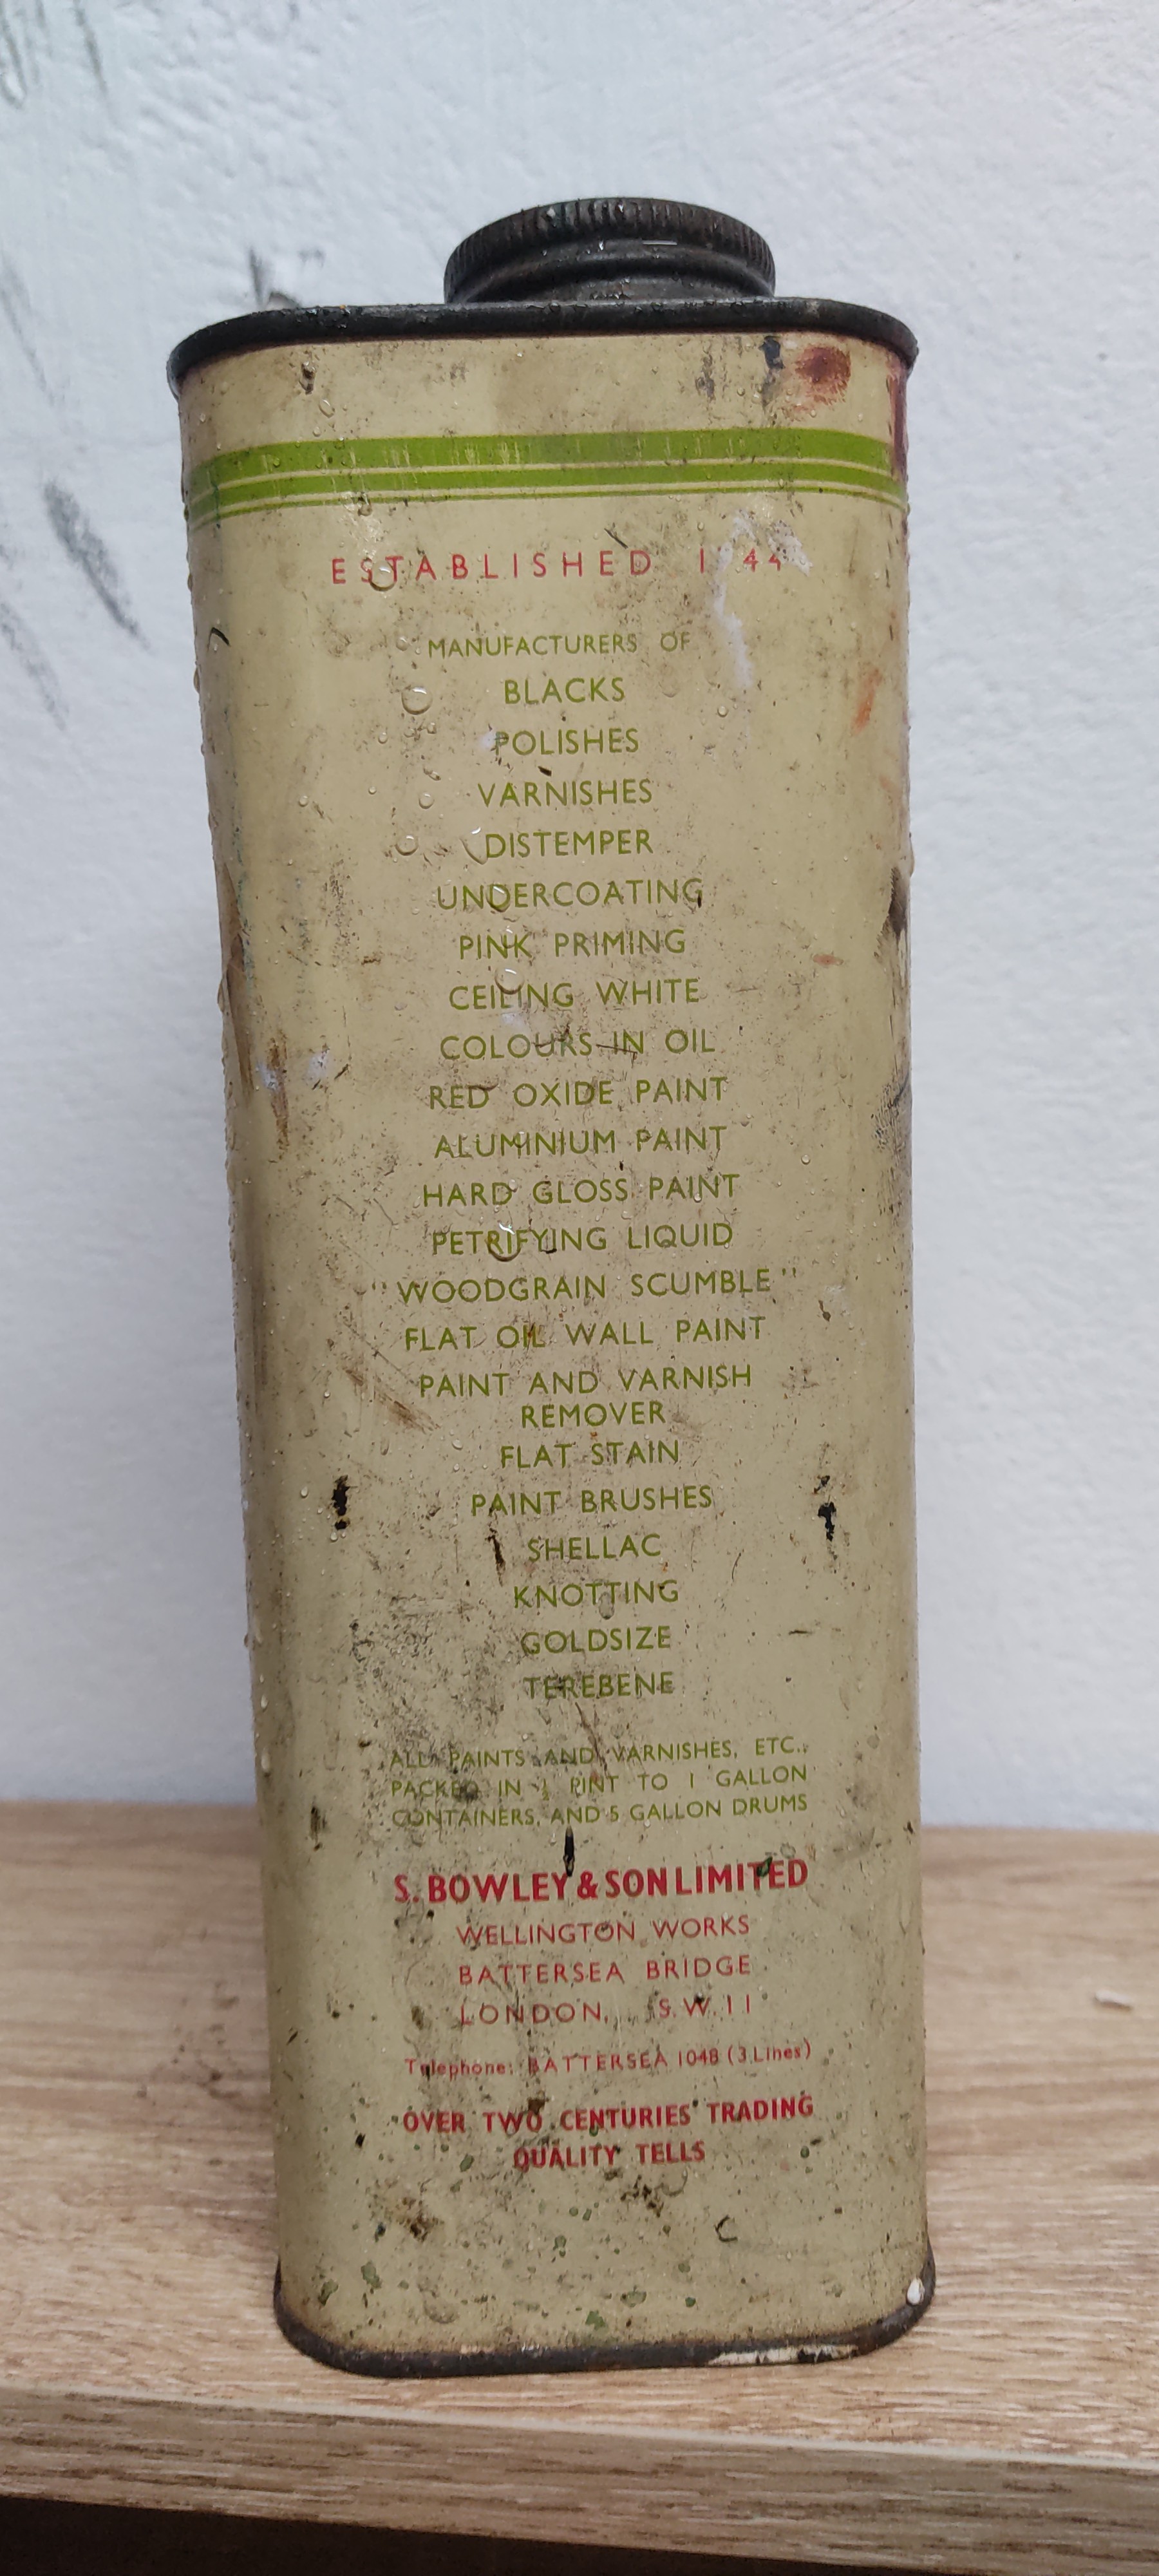 ESTABLISHED 1 44
MANUFACTURERS OF
BLACKS
POLISHES
VARNISHES
DISTEMPER
UNDERCOATING
PINK PRIMING
CEILING WHITE
COLOURS IN OIL
RED OXIDE PAINT
ALUMINIUM PAINT
HARD GLOSS PAINT
PETRIFYING LIQUID
"WOODGRAIN SCUMBLE"
FLAT OIL WALL PAINT
PAINT AND VARNISH
REMOVER
FLAT STAIN
PAINT BRUSHES
SHELLAC
KNOTTING
GOLDSIZE
TEREBENE
ALL PAINTS AND VARNISHES, ETC.,
PACKED IN PINT TO 1 GALLON
CONTAINERS, AND 5 GALLON DRUMS
S. BOWLEY & SON LIMITED
WELLINGTON WORKS
BATTERSEA BRIDGE
LONDON, S.W.11
Telephone: BATTERSEA 1048 (3 Lines)
OVER TWO CENTURIES' TRADING
QUALITY TELLS